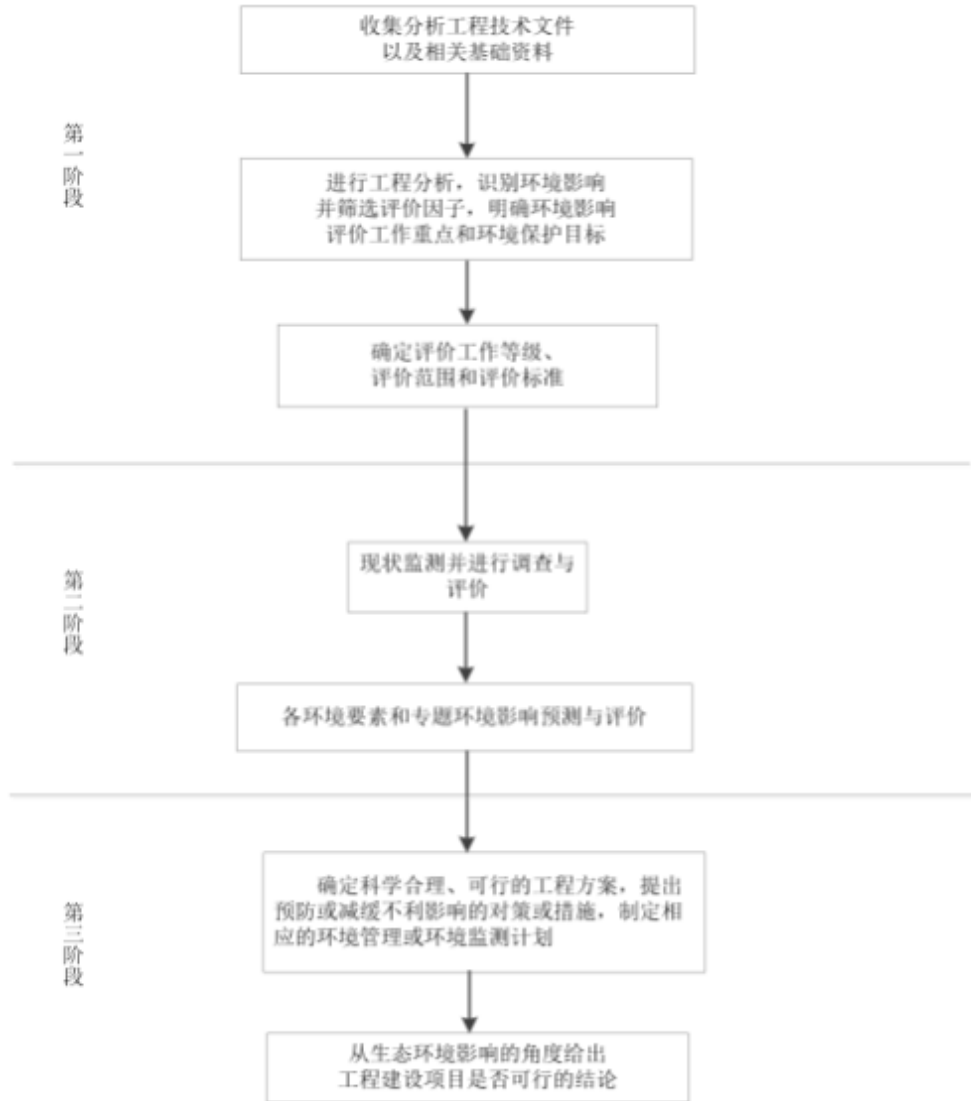 收集分析工程技术文件
以及相关基础资料
第一阶段
进行工程分析，识别环境影响
并筛选评价因子，明确环境影响
评价工作重点和环境保护目标
确定评价工作等级、
评价范围和评价标准
第二阶段
现状监测并进行调查与
评价
各环境要素和专题环境影响预测与评价
第三阶段
确定科学合理、可行的工程方案，提出
预防或减缓不利影响的对策或措施，制定相
应的环境管理或环境监测计划
从生态环境影响的角度给出
工程建设项目是否可行的结论